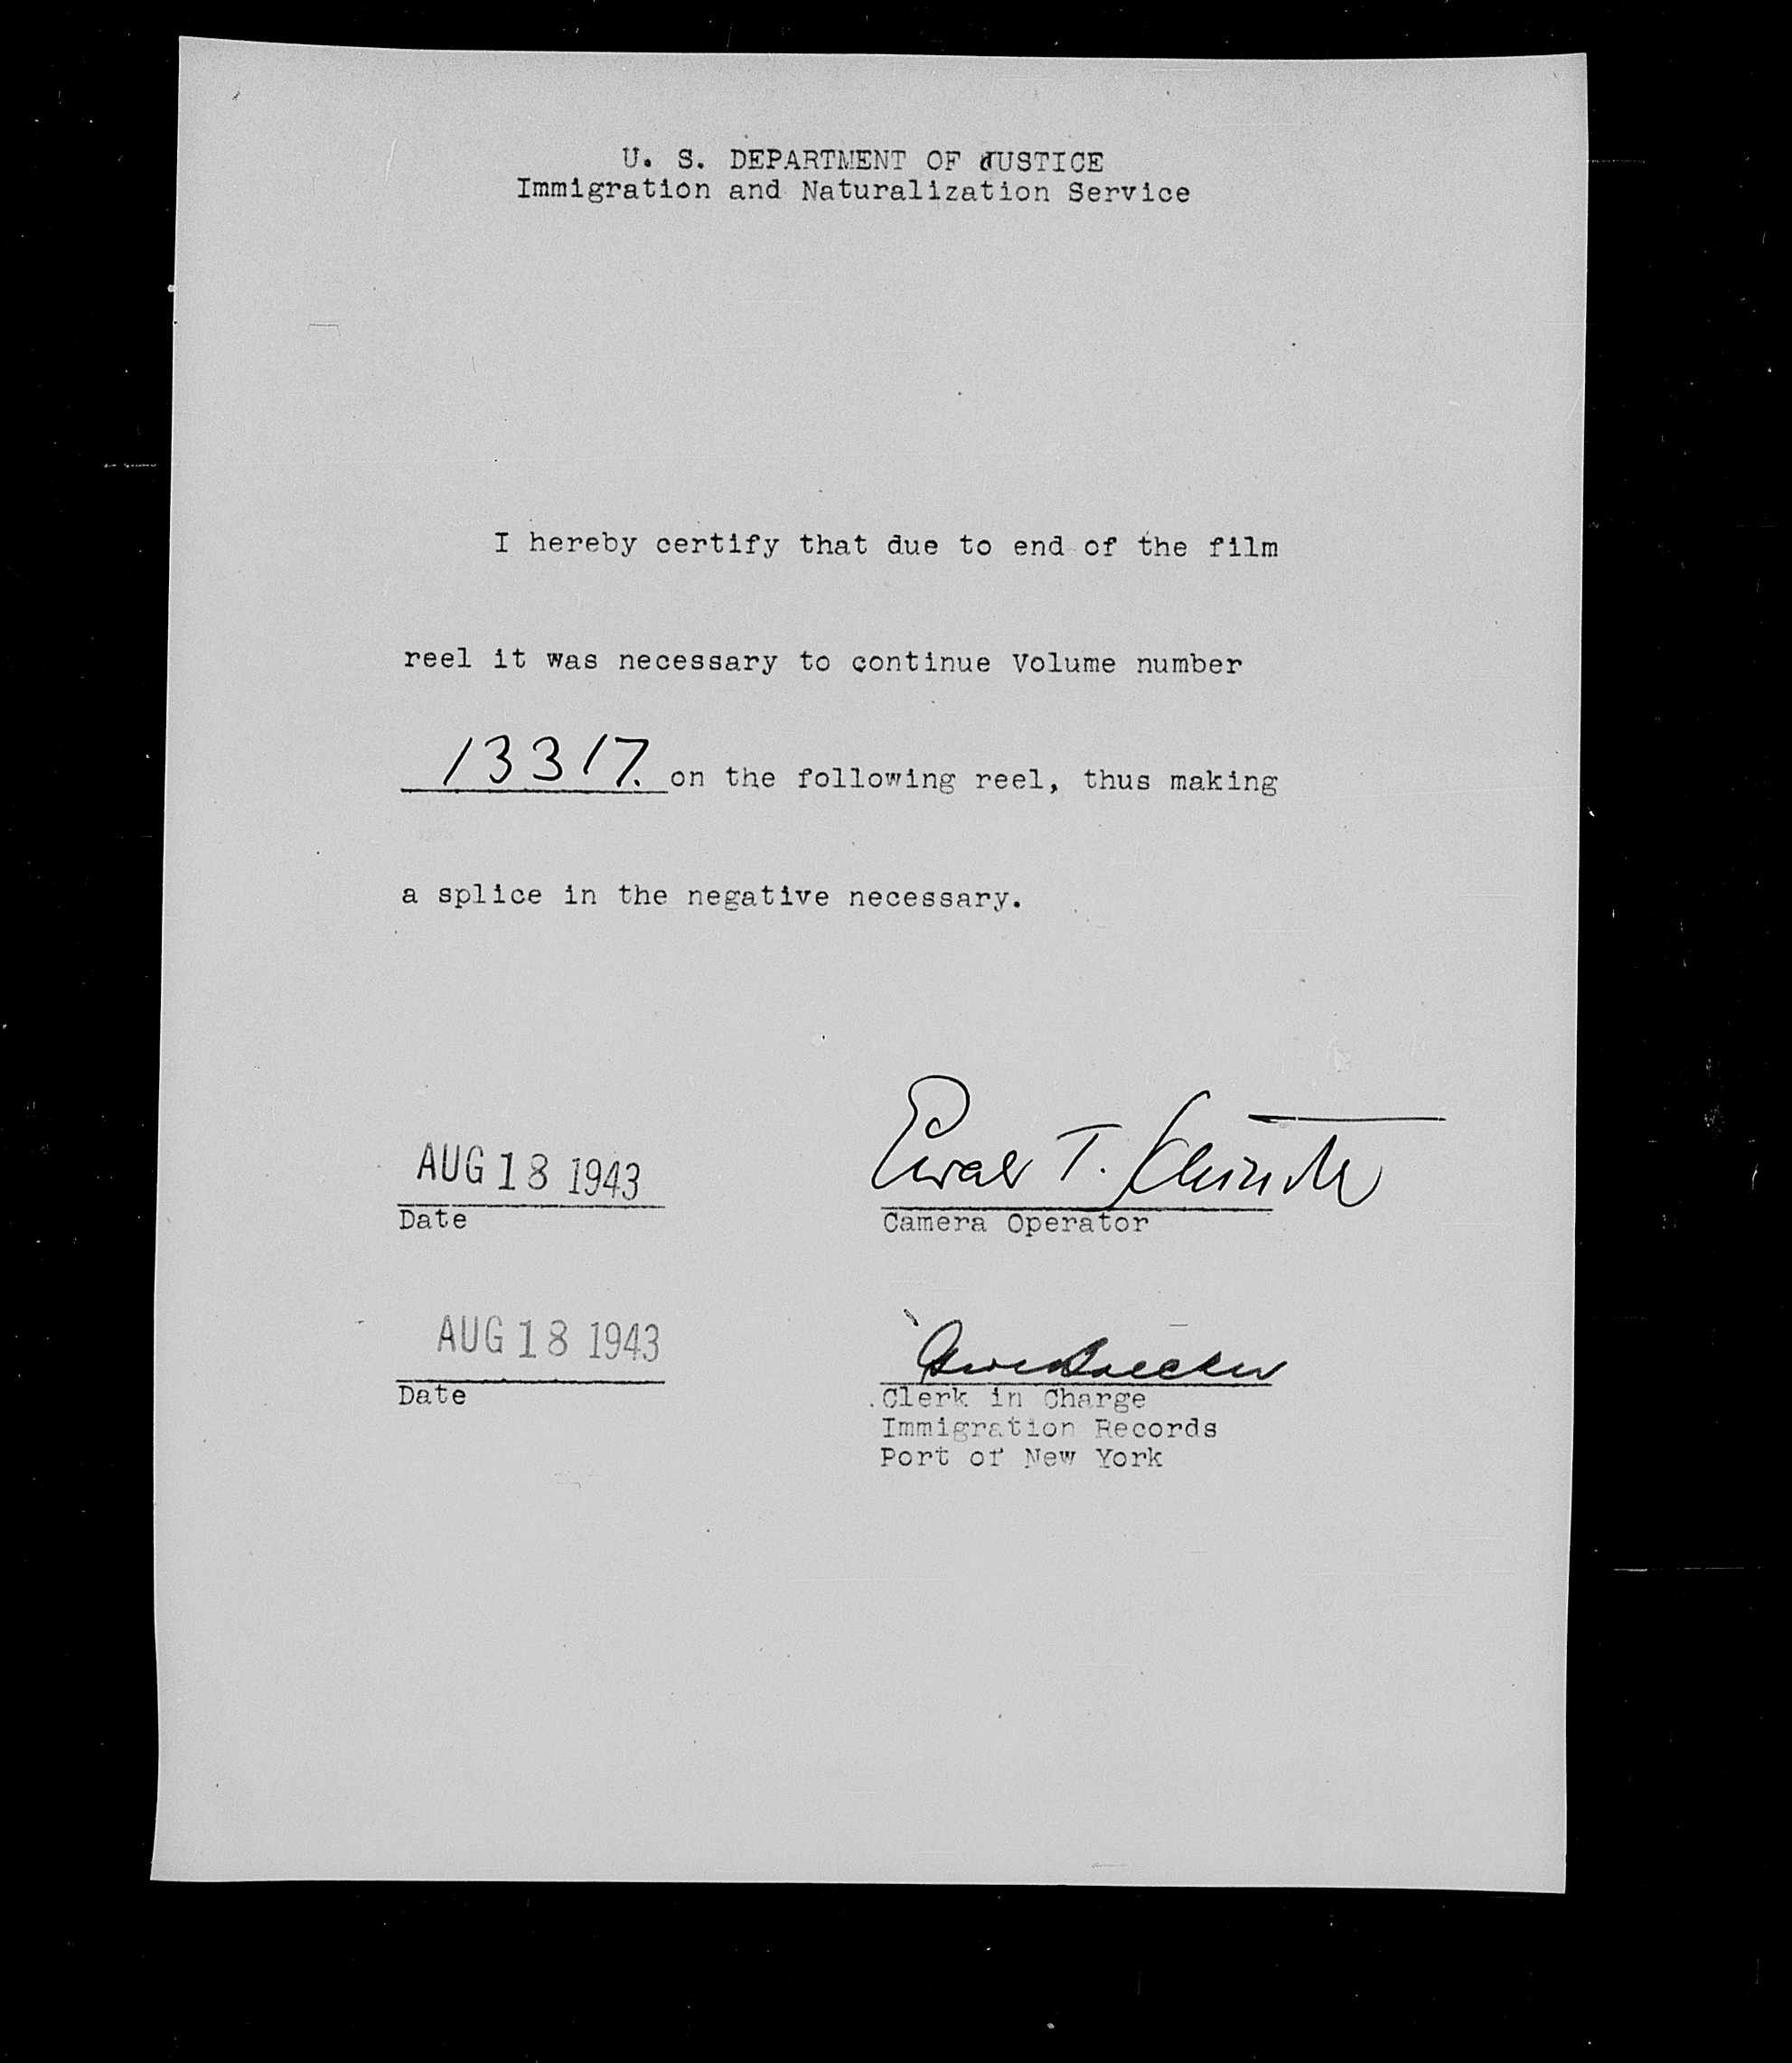 U. S. DEPARTMENT OF JUSTICE
Immigration and Naturalization Service
I hereby certify that due to end of the film
reel it was necessary to continue Volume number
13317. on the following reel, thus making
a splice in the negative necessary.
AUG 18 1943
T.
Date
Camera Operator
AUG 18 1943
Date
Clerk in Charge
Immigration Records
Port of New York